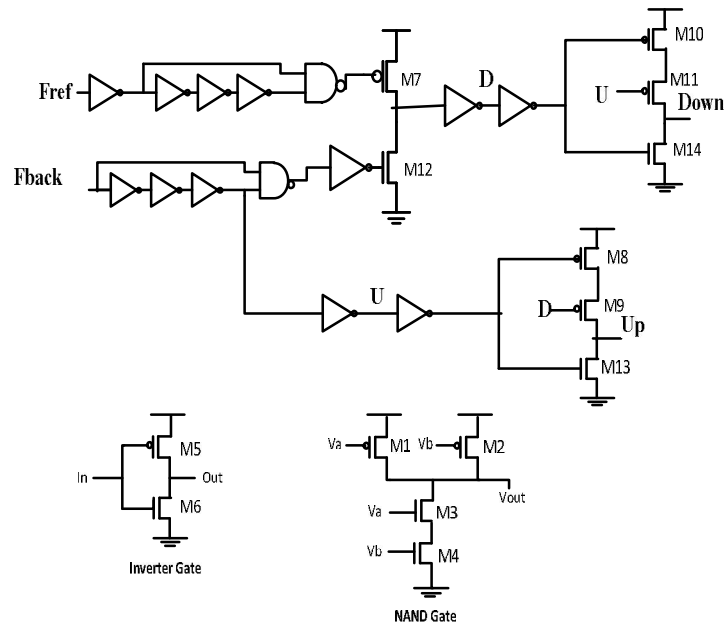 M10
Fref
M7
D
M11
U
Down
M14
Fback
M12
M8
U
D
M9
Up
M13
M5
In
Out
M6
Inverter Gate
Va
M1
Vb
M2
Vout
Va
M3
Vb
M4
NAND Gate